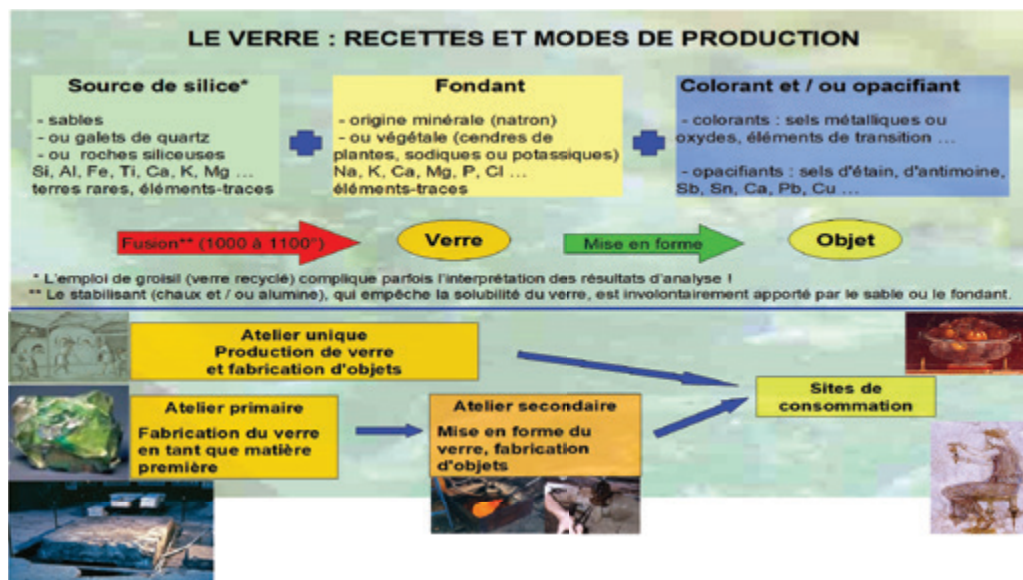 LE VERRE : RECETTES ET MODES DE PRODUCTION
Source de silice*
- sables
- ou galets de quartz
- ou roches siliceuses
Si, Al, Fe, Ti, Ca, K, Mg ...
terres rares, éléments-traces
Fondant
- origine minérale (natron)
- ou végétale (cendres de
plantes, sodiques ou potassiques)
Na, K, Ca, Mg, P, Cl ...
éléments-traces
Colorant et / ou opacifiant
- colorants : sels métalliques ou
oxydes, éléments de transition ...
- opacifiants : sels d'étain, d'antimoine,
Sb, Sn, Ca, Pb, Cu ...
Fusion** (1000 à 1100°)
Verre
Mise en forme
Objet
* L'emploi de groisil (verre recyclé) complique parfois l'interprétation des résultats d'analyse !
** Le stabilisant (chaux et / ou alumine), qui empêche la solubilité du verre, est involontairement apporté par le sable ou le fondant.
Atelier unique
Production de verre
et fabrication d'objets
Atelier primaire
Fabrication du verre
en tant que matière
première
Atelier secondaire
Mise en forme du
verre, fabrication
d'objets
Sites de
consommation